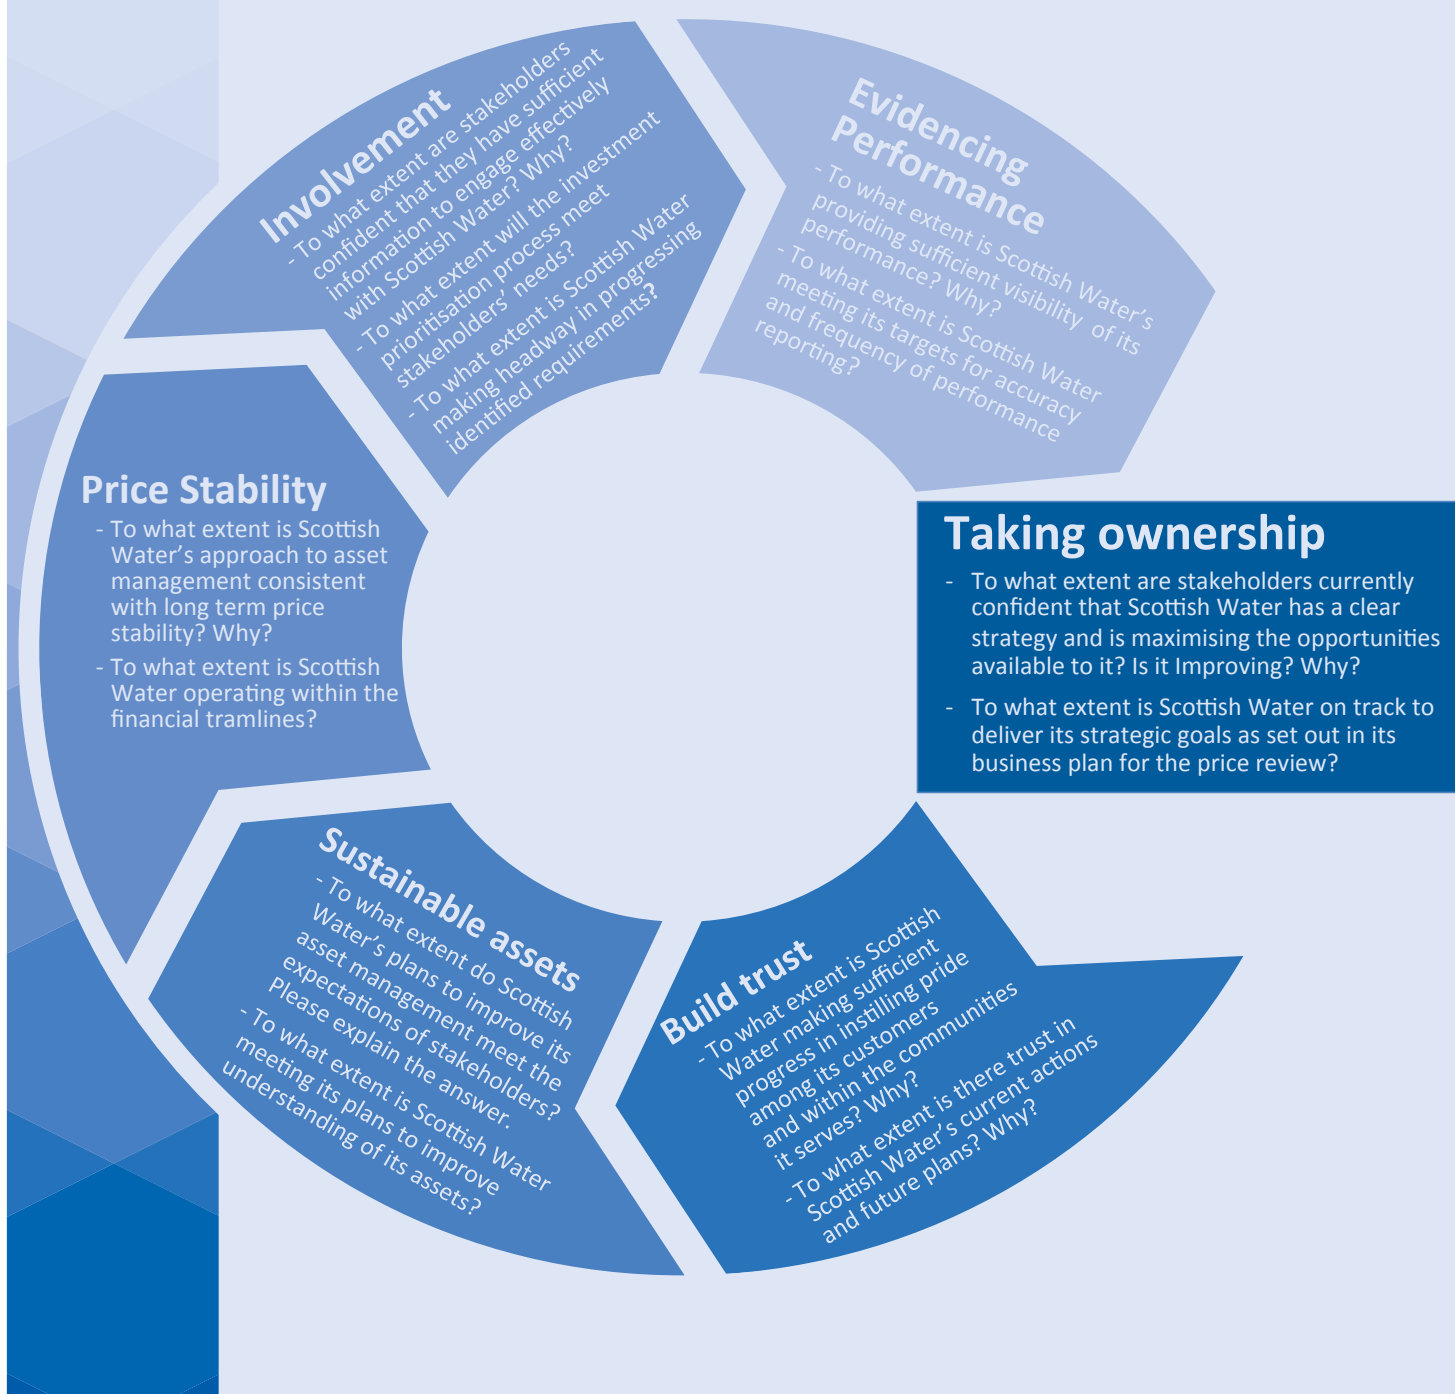 Involvement
- To what extent are stakeholders
confident that they have sufficient
information to engage effectively
with Scottish Water? Why?
- To what extent will the investment
prioritisation process meet
stakeholders' needs?
- To what extent is Scottish Water
making headway in progressing
identified requirements?
Evidencing
Performance
- To what extent is Scottish Water's
providing sufficient visibility of its
performance? Why?
- To what extent is Scottish Water
meeting its targets for accuracy
and frequency of performance
reporting?
Price Stability
- To what extent is Scottish
Water's approach to asset
management consistent
with long term price
stability? Why?
- To what extent is Scottish
Water operating within the
financial tramlines?
Taking ownership
- To what extent are stakeholders currently
confident that Scottish Water has a clear
strategy and is maximising the opportunities
available to it? Is it Improving? Why?
- To what extent is Scottish Water on track to
deliver its strategic goals as set out in its
business plan for the price review?
Sustainable assets
- To what extent do Scottish
Water's plans to improve its
asset management meet the
expectations of stakeholders?
Please explain the answer.
- To what extent is Scottish Water
meeting its plans to improve
understanding of its assets?
Build trust
- To what extent is Scottish
Water making sufficient
progress in instilling pride
among its customers
and within the communities
it serves? Why?
- To what extent is there trust in
Scottish Water's current actions
and future plans? Why?